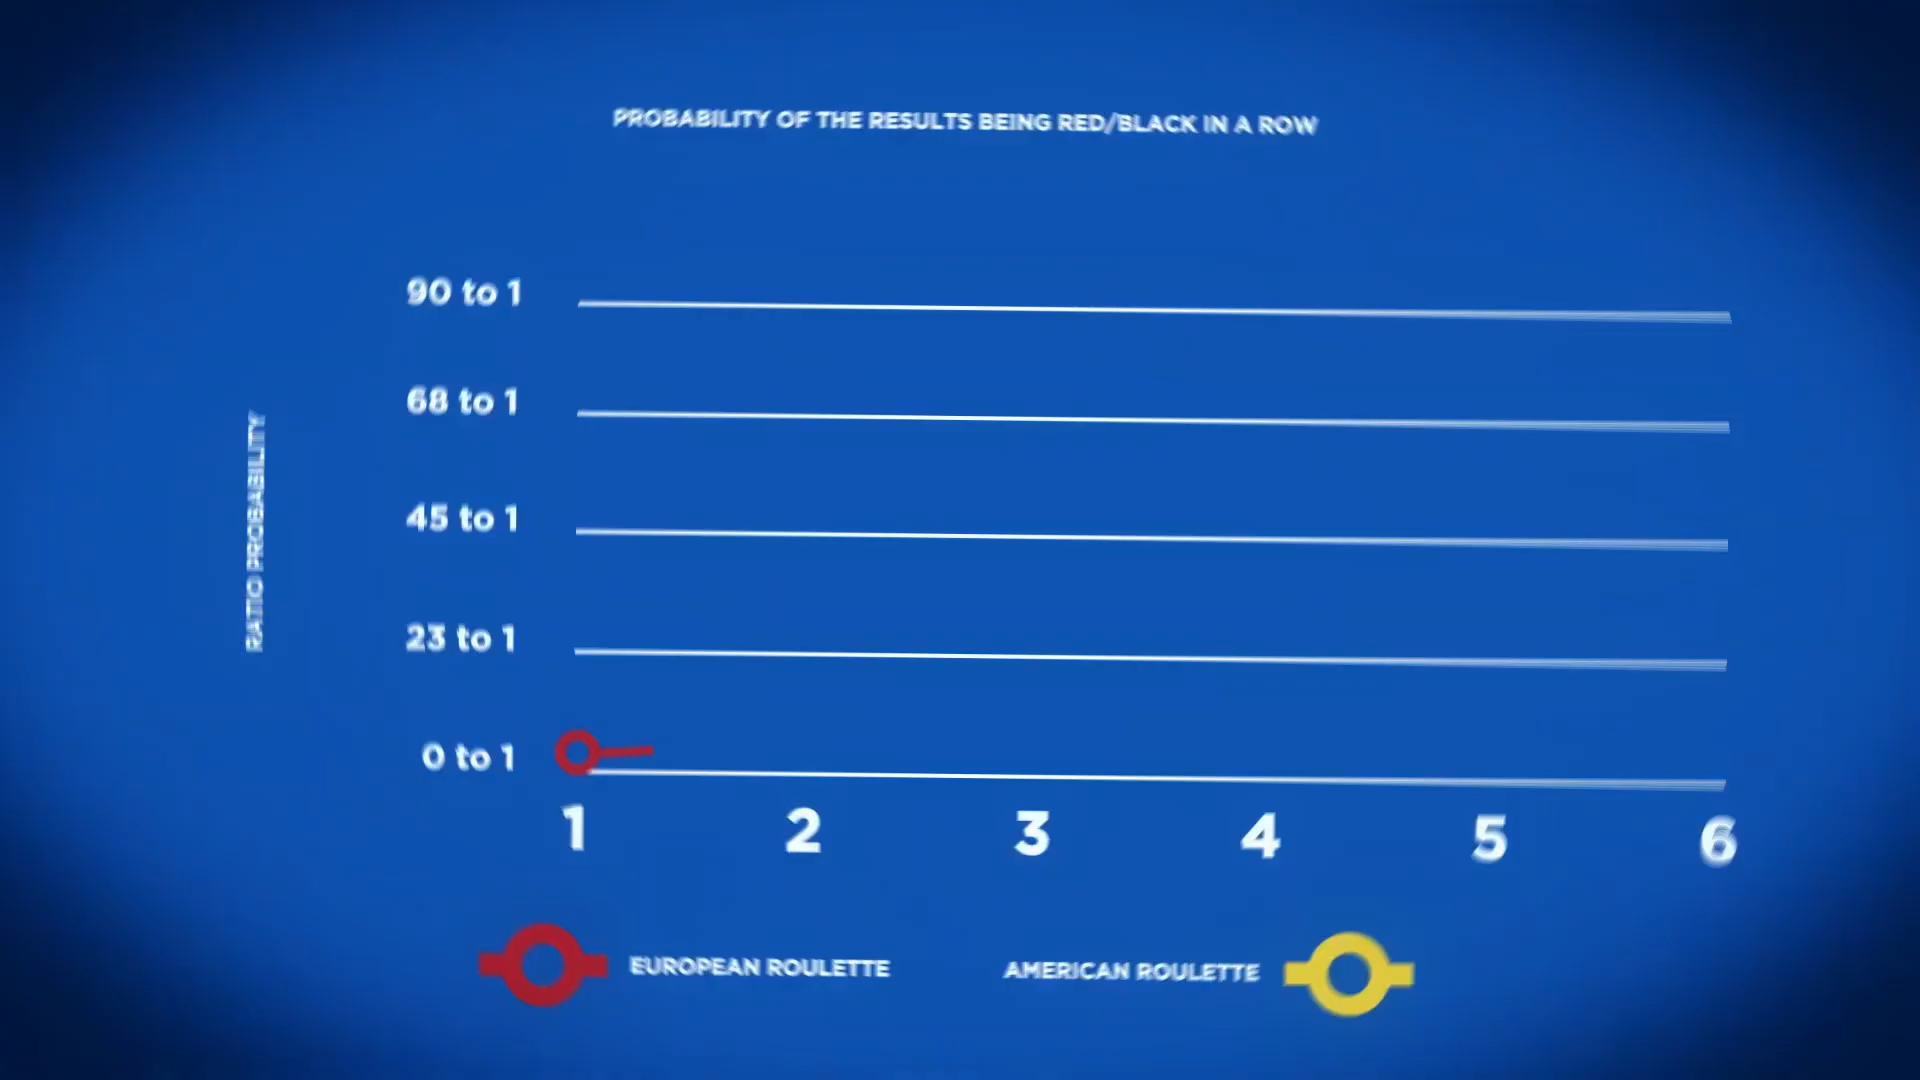 PROBABILITY OF THE RESULTS BEING RED/BLACK IN A ROW
90 to 1
68 to 1
45 to 1
23 to 1
0 to 1
RATIO PROBABILITY
1 2 3 4 5 6
EUROPEAN ROULETTE
AMERICAN ROULETTE